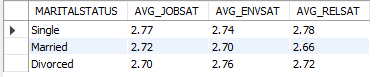 MARITALSTATUS AVG_JOBSAT AVG_ENVSAT AVG_RELSAT
Single 2.77 2.74 2.78
Married 2.72 2.70 2.66
Divorced 2.70 2.76 2.72